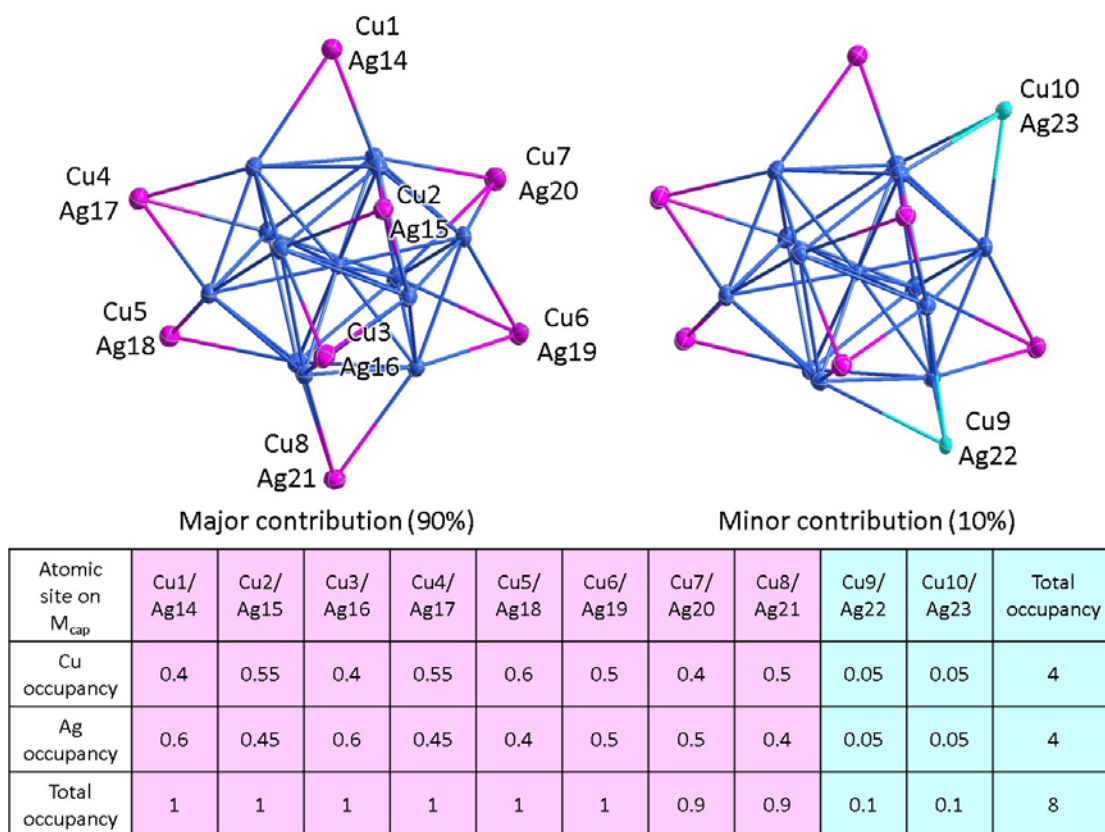 Cu1
Ag14
Cu10
Ag23
Cu4
Ag17
Cu2
Ag15
Cu7
Ag20
Cu5
Ag18
Cu3
Ag16
Cu6
Ag19
Cu8
Ag21
Cu9
Ag22
Major contribution (90%)
Minor contribution (10%)
Atomic site on Mcap Cu1/Ag14 Cu2/Ag15 Cu3/Ag16 Cu4/Ag17 Cu5/Ag18 Cu6/Ag19 Cu7/Ag20 Cu8/Ag21 Cu9/Ag22 Cu10/Ag23 Total occupancy
Cu occupancy 0.4 0.55 0.4 0.55 0.6 0.5 0.4 0.5 0.05 0.05 4
Ag occupancy 0.6 0.45 0.6 0.45 0.4 0.5 0.5 0.4 0.05 0.05 4
Total occupancy 1 1 1 1 1 1 0.9 0.9 0.1 0.1 8